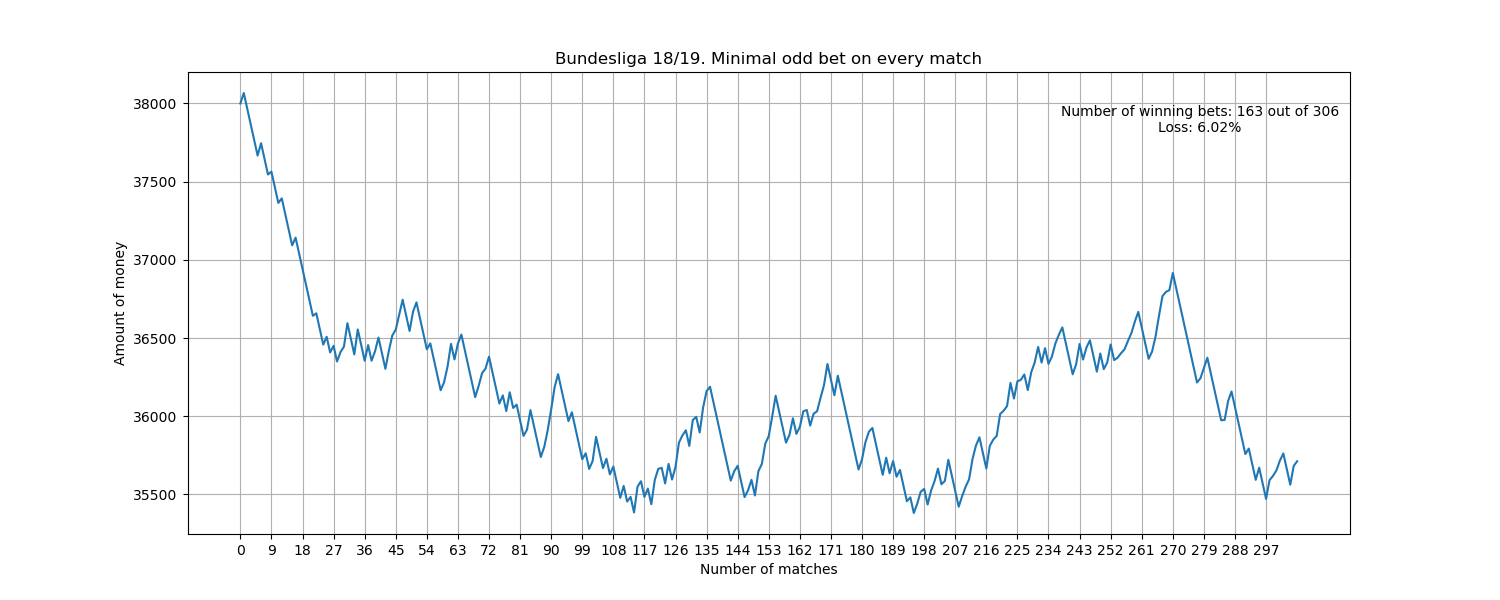 Bundesliga 18/19. Minimal odd bet on every match
Number of winning bets: 163 out of 306
Loss: 6.02%
Amount of money
38000
37500
37000
36500
36000
35500
0 9 18 27 36 45 54 63 72 81 90 99 108 117 126 135 144 153 162 171 180 189 198 207 216 225 234 243 252 261 270 279 288 297
Number of matches